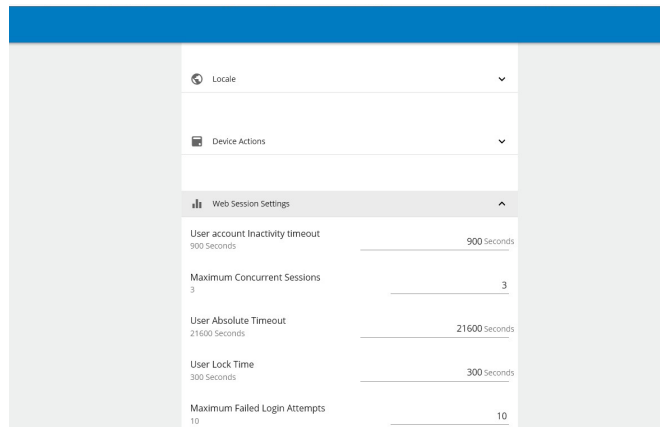 Locale
Device Actions
Web Session Settings
User account Inactivity timeout
900 Seconds
900 Seconds
Maximum Concurrent Sessions
3
3
User Absolute Timeout
21600 Seconds
21600 Seconds
User Lock Time
300 Seconds
300 Seconds
Maximum Failed Login Attempts
10
10